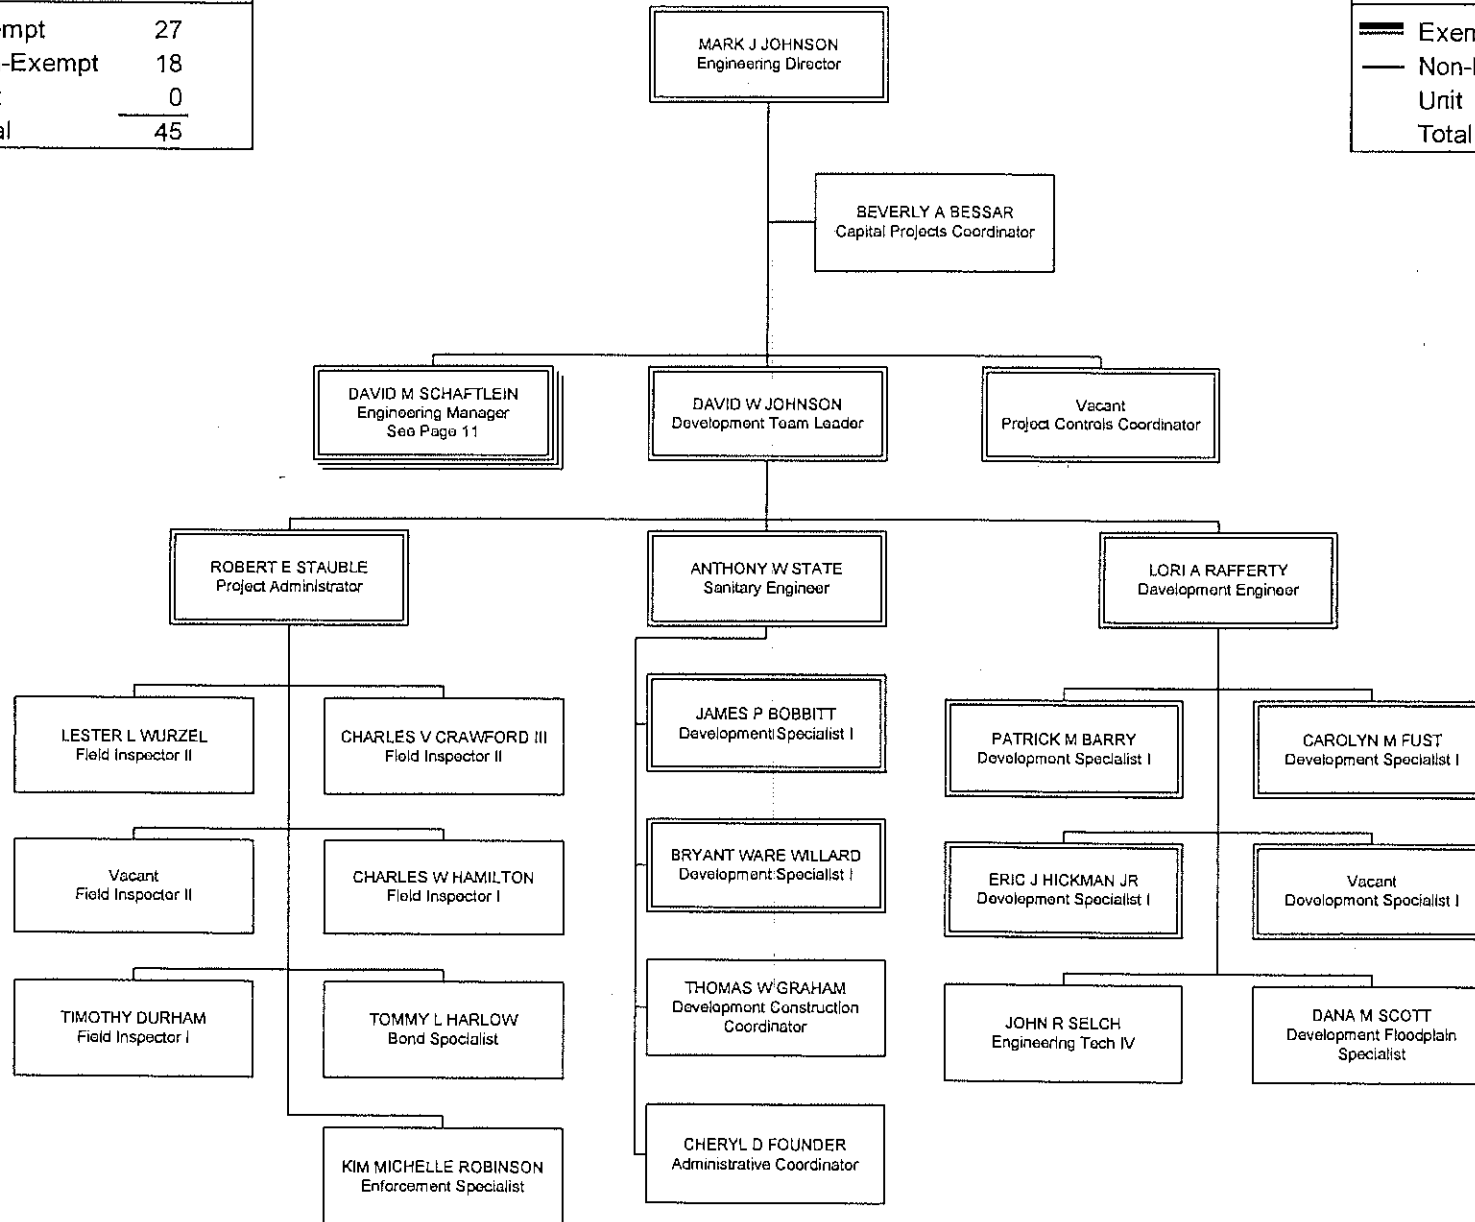 mpt 27
-Exempt 18
0
al 45
Exem
Non-
Unit
Total
MARK J JOHNSON
Engineering Director
BEVERLY A BESSAR
Capital Projects Coordinator
DAVID M SCHAFTLEIN
Engineering Manager
See Page 11
DAVID W JOHNSON
Development Team Leader
Vacant
Project Controls Coordinator
ROBERT E STAUBLE
Project Administrator
ANTHONY W STATE
Sanitary Engineer
LORI A RAFFERTY
Development Engineer
LESTER L WURZEL
Field Inspector II
CHARLES V CRAWFORD III
Field Inspector II
JAMES P BOBBITT
Development Specialist I
PATRICK M BARRY
Development Specialist I
CAROLYN M FUST
Development Specialist I
Vacant
Field Inspector II
CHARLES W HAMILTON
Field Inspector I
BRYANT WARE WILLARD
Development Specialist I
ERIC J HICKMAN JR
Development Specialist I
Vacant
Development Specialist I
TIMOTHY DURHAM
Field Inspector I
TOMMY L HARLOW
Bond Specialist
THOMAS W GRAHAM
Development Construction
Coordinator
JOHN R SELCH
Engineering Tech IV
DANA M SCOTT
Development Floodplain
Specialist
KIM MICHELLE ROBINSON
Enforcement Specialist
CHERYL D FOUNDER
Administrative Coordinator